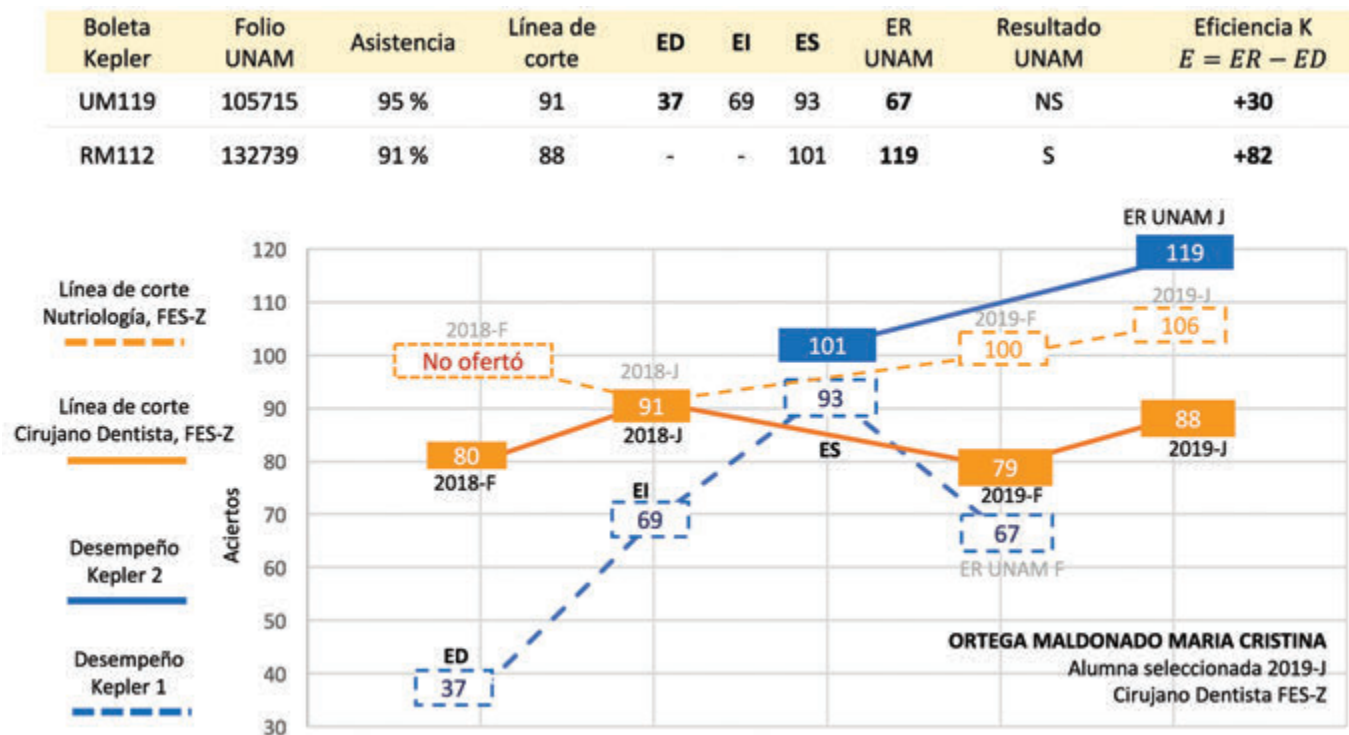 Boleta Kepler Folio UNAM Asistencia Línea de corte ED EI ES ER UNAM Resultado UNAM Eficiencia K E = ER − ED
UM119 105715 95 % 91 37 69 93 67 NS +30
RM112 132739 91 % 88 - - 101 119 S +82
Línea de corte
Nutriología, FES-Z
Línea de corte
Cirujano Dentista, FES-Z
Desempeño
Kepler 2
Desempeño
Kepler 1
Aciertos
120
110
100
90
80
70
60
50
40
30
ER UNAM J
119
2019-J
106
2018-F
No ofertó
2018-J
91
2018-J
101
2019-F
100
93
ES
88
2019-J
80
2018-F
79
2019-F
EI
69
67
ER UNAM F
ED
37
ORTEGA MALDONADO MARIA CRISTINA
Alumna seleccionada 2019-J
Cirujano Dentista FES-Z